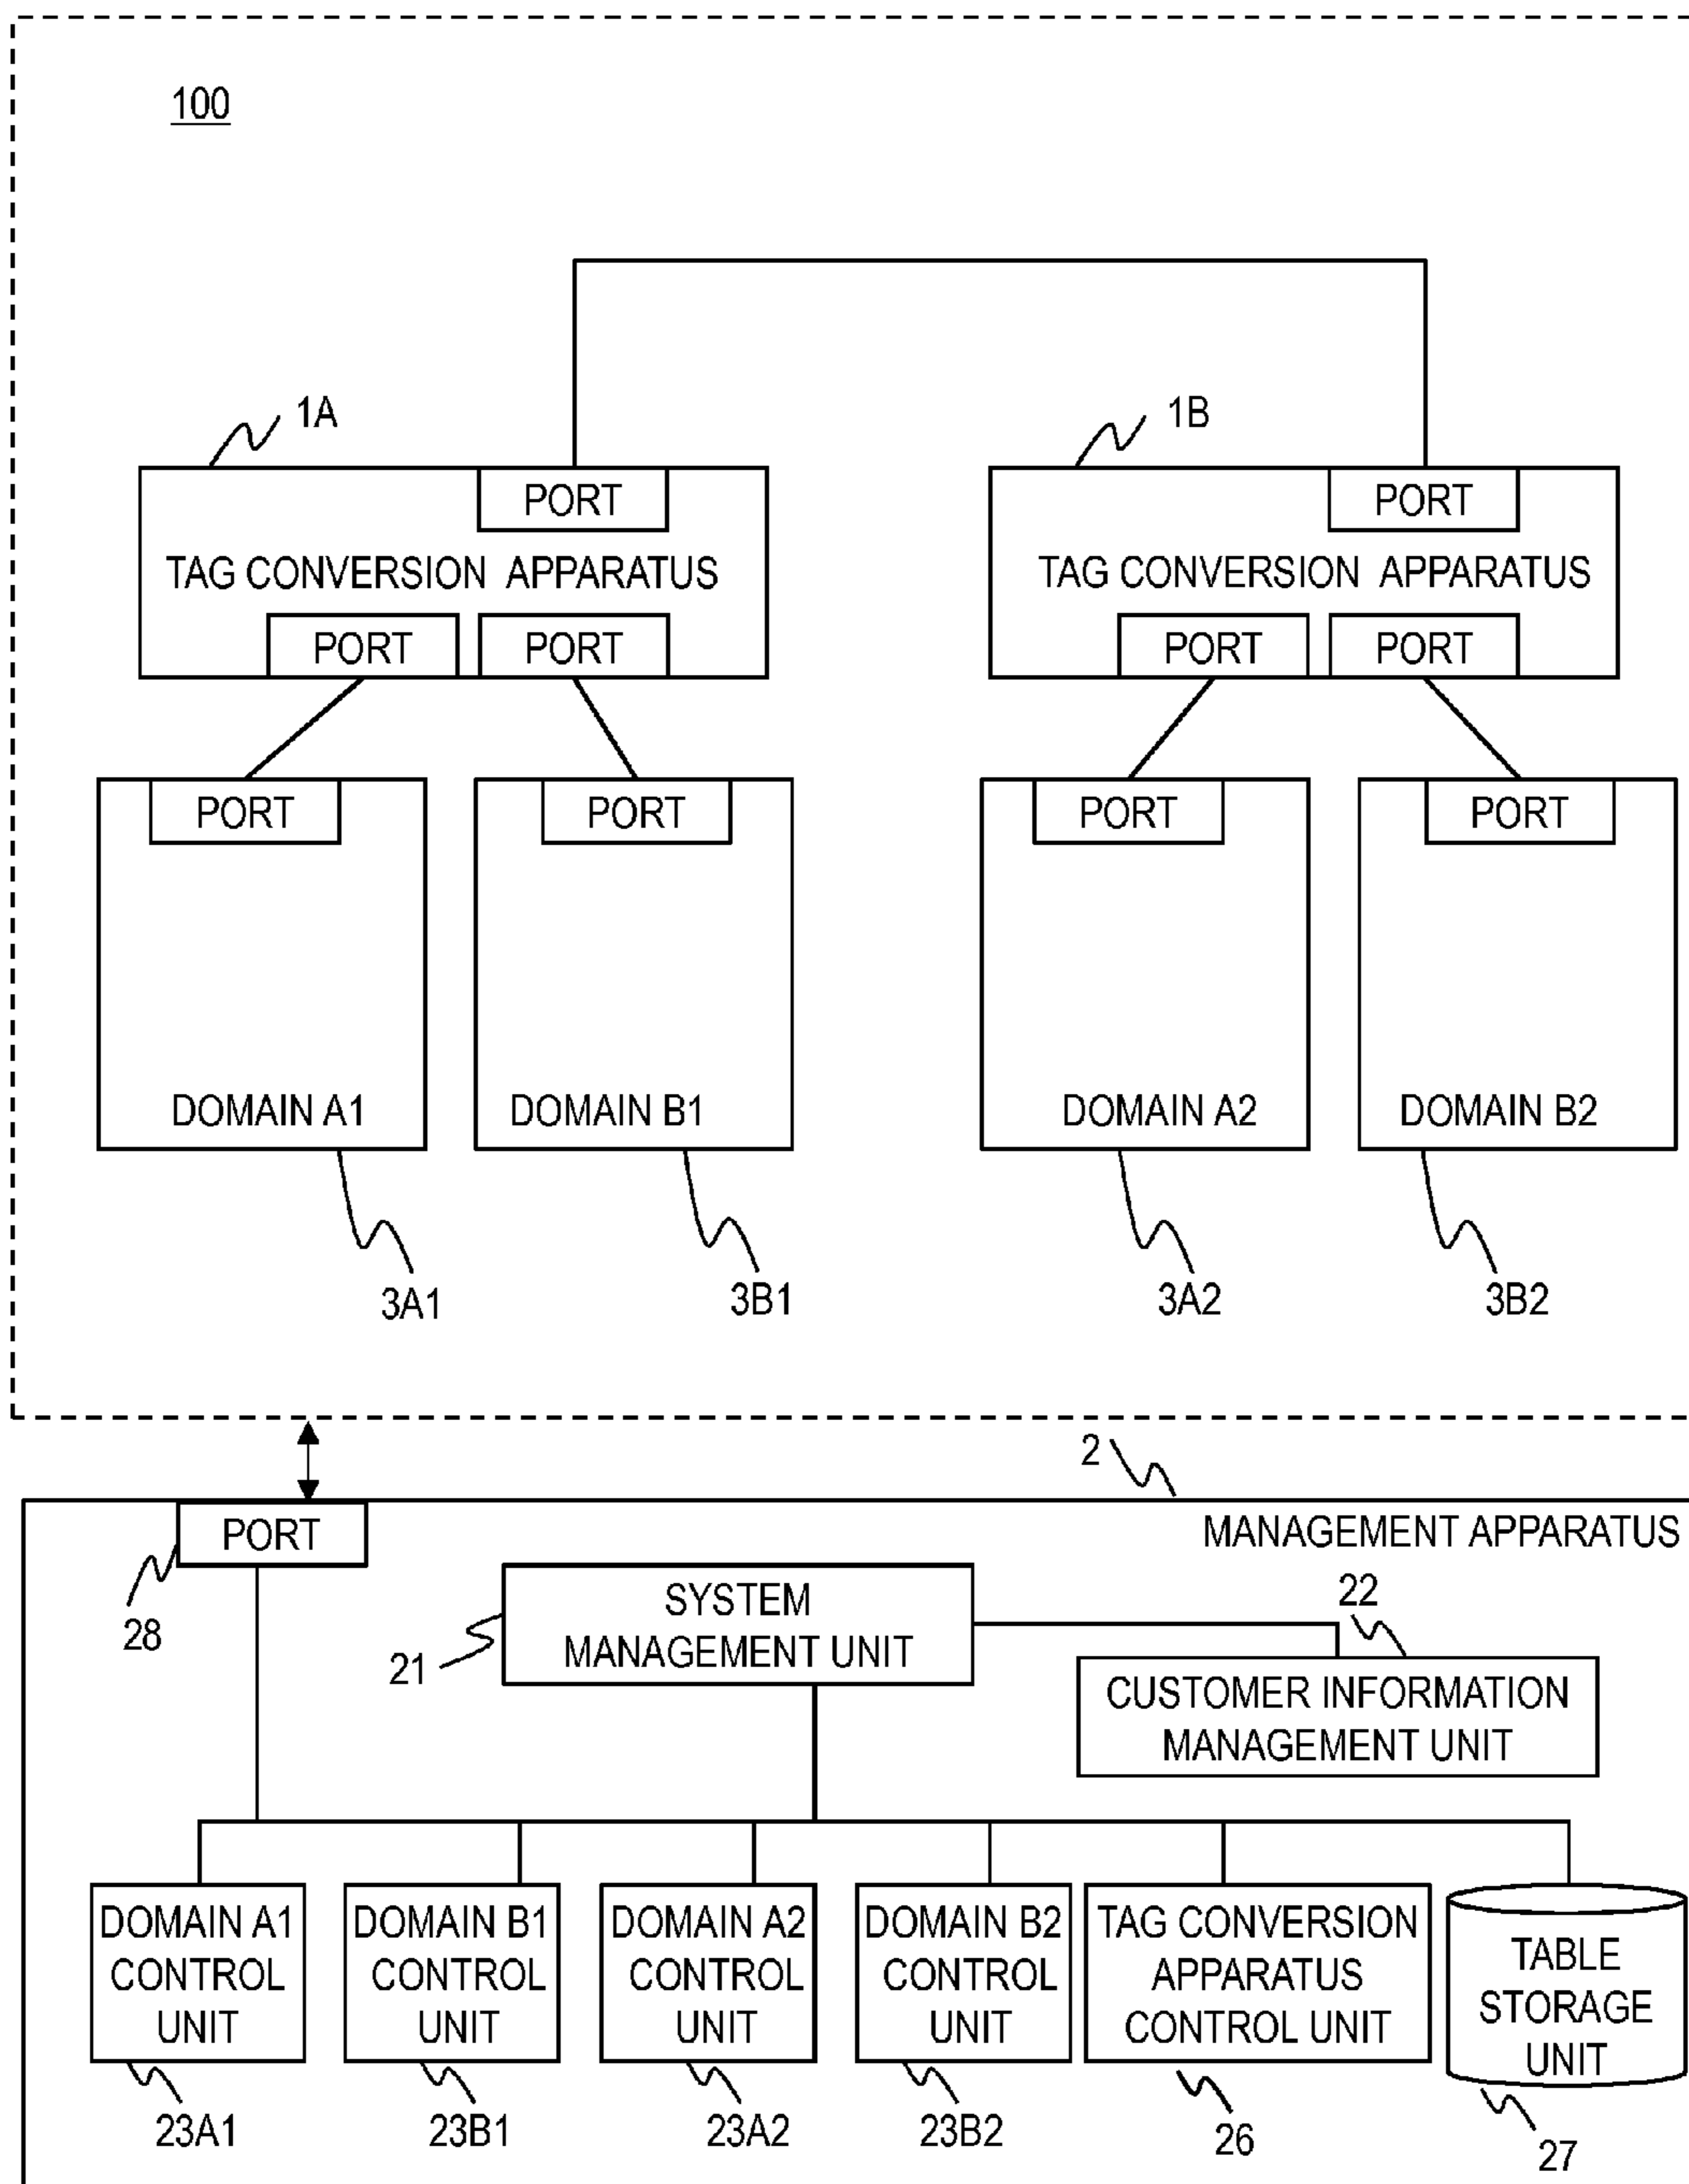 100
1A
1B
PORT
PORT
TAG CONVERSION APPARATUS
TAG CONVERSION APPARATUS
PORT
PORT
PORT
PORT
PORT
PORT
PORT
PORT
DOMAIN A1
DOMAIN B1
DOMAIN A2
DOMAIN B2
3A1
3B1
3A2
3B2
2
PORT
MANAGEMENT APPARATUS
28
SYSTEM
MANAGEMENT UNIT
21
22
CUSTOMER INFORMATION
MANAGEMENT UNIT
DOMAIN A1
CONTROL
UNIT
DOMAIN B1
CONTROL
UNIT
DOMAIN A2
CONTROL
UNIT
DOMAIN B2
CONTROL
UNIT
TAG CONVERSION
APPARATUS
CONTROL UNIT
TABLE
STORAGE
UNIT
23A1
23B1
23A2
23B2
26
27